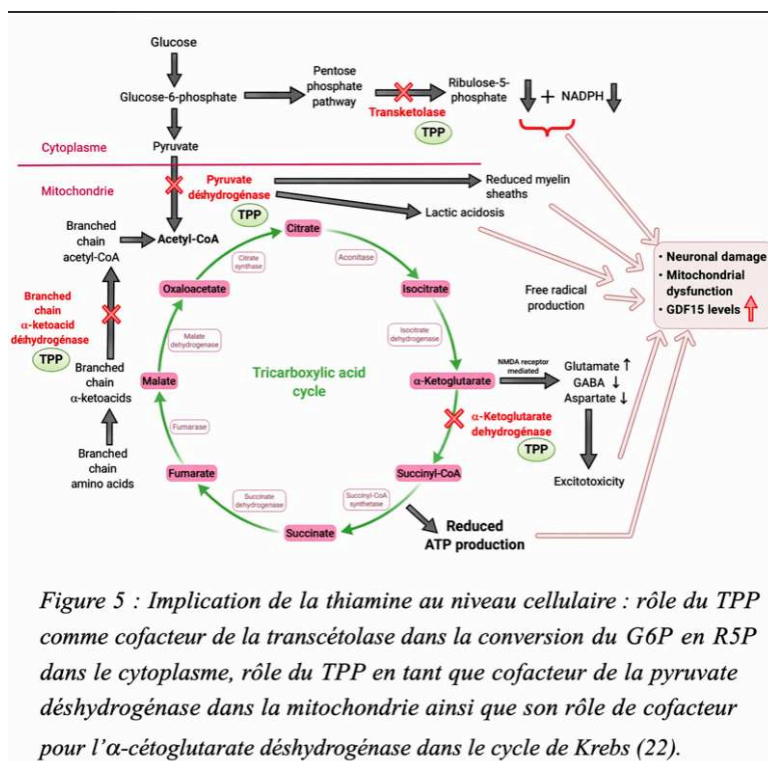 Glucose
Glucose-6-phosphate
Pentose
phosphate
pathway
Transketolase
TPP
Ribulose-5-
phosphate
+ NADPH
Pyruvate
Cytoplasme
Mitochondrie
Pyruvate
déshydrogénase
TPP
Reduced myelin
sheaths
Lactic acidosis
Branched
chain
acetyl-CoA
Acetyl-CoA
Branched
chain
α-ketoacid
déhydrogénase
TPP
Branched
chain
α-ketoacids
Branched
chain
amino acids
Citrate
Citrate
synthase
Aconitase
Oxaloacetate
Isocitrate
Malate
dehydrogenase
Isocitrate
dehydrogenase
Tricarboxylic acid
cycle
Malate
α-Ketoglutarate
NMDA receptor
mediated
Glutamate ↑
GABA ↓
Aspartate ↓
Excitotoxicity
α-Ketoglutarate
dehydrogénase
TPP
Fumarase
Fumarate
Succinyl-CoA
Succinate
dehydrogenase
Succinyl-CoA
synthetase
Succinate
Reduced
ATP production
Free radical
production
• Neuronal damage
• Mitochondrial
dysfunction
• GDF15 levels
Figure 5 : Implication de la thiamine au niveau cellulaire : rôle du TPP
comme cofacteur de la transcétolase dans la conversion du G6P en R5P
dans le cytoplasme, rôle du TPP en tant que cofacteur de la pyruvate
déshydrogénase dans la mitochondrie ainsi que son rôle de cofacteur
pour l'α-cétoglutarate déshydrogénase dans le cycle de Krebs (22).